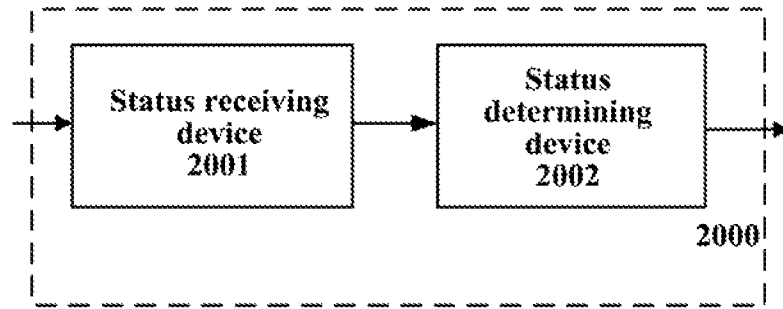 Status receiving
device
2001
Status
determining
device
2002
2000